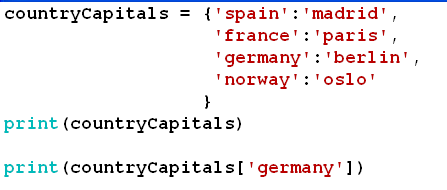 countryCapitals = {'spain':'madrid',
                   'france':'paris',
                   'germany':'berlin',
                   'norway':'oslo'
                  }
print(countryCapitals)

print(countryCapitals['germany'])